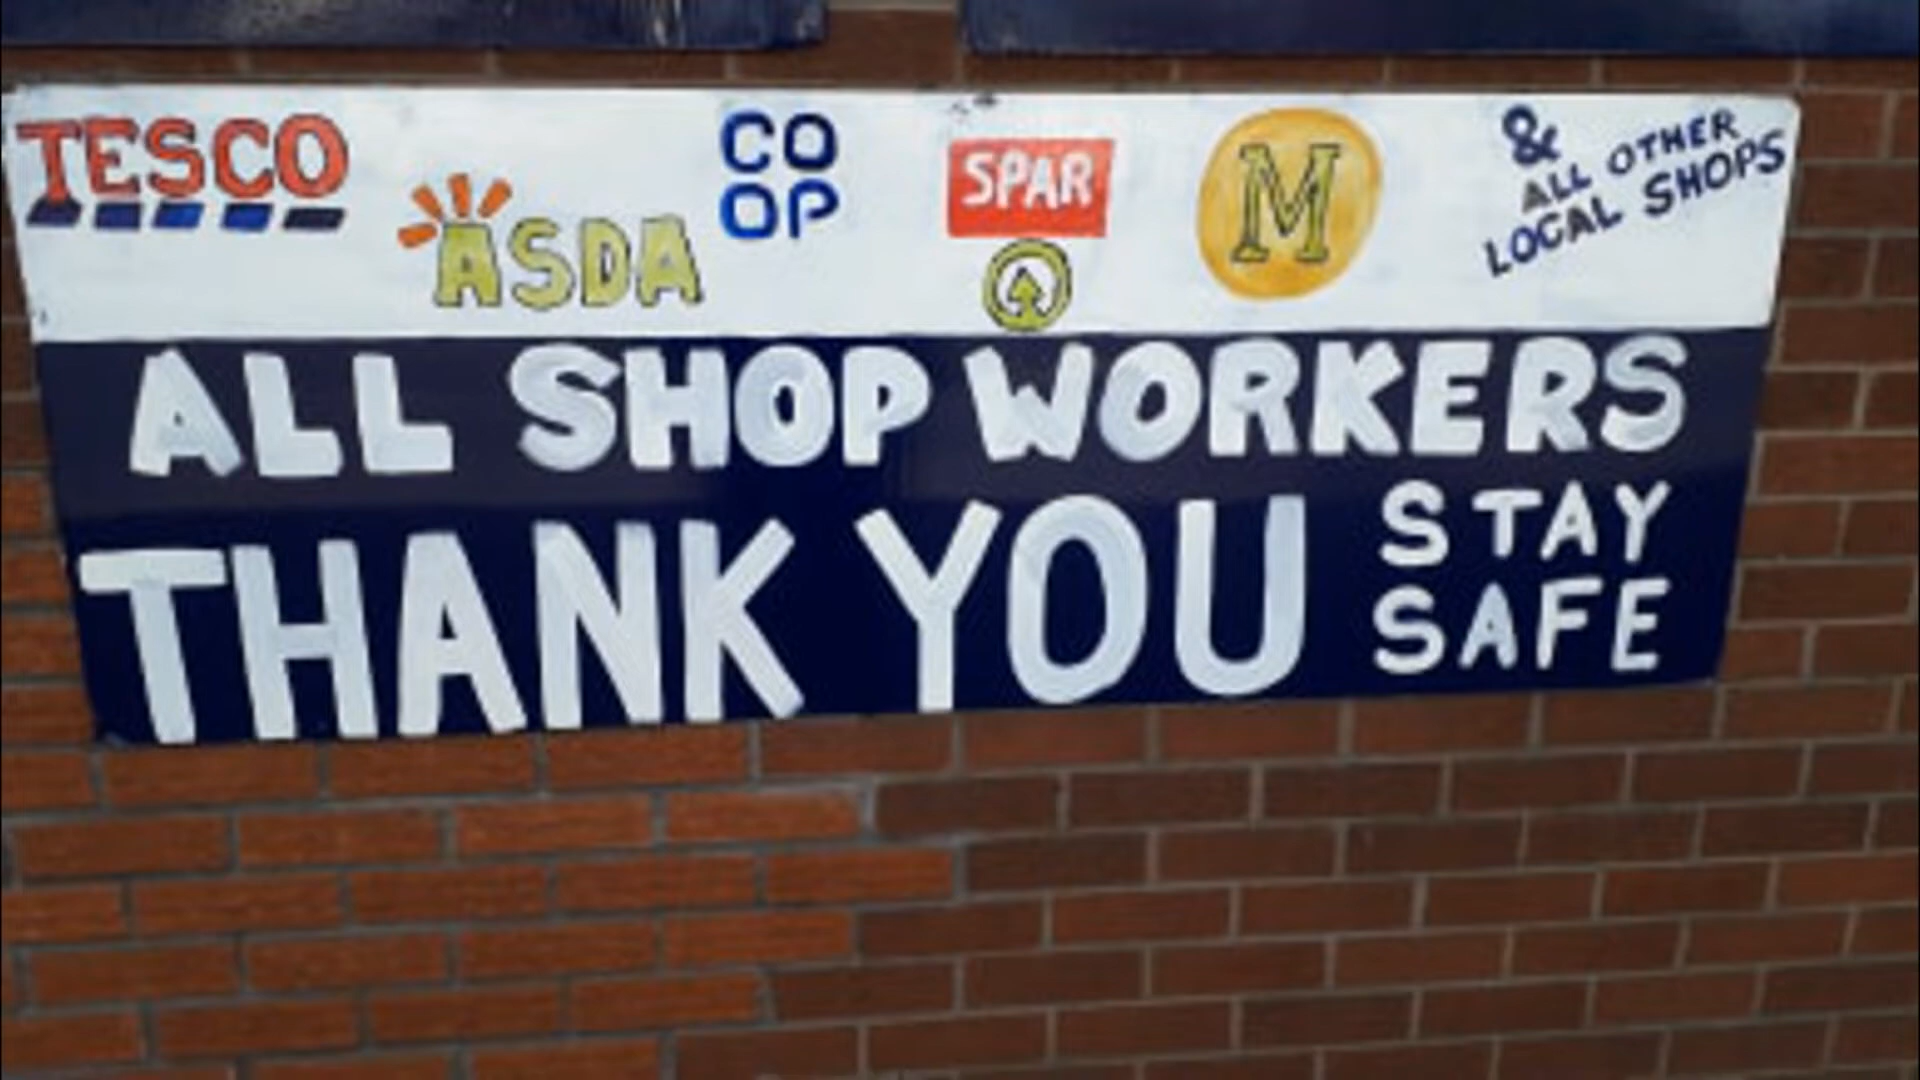 TESCO
ASDA
CO
OP
SPAR
M
&
ALL OTHER
LOCAL SHOPS
ALL SHOP WORKERS
THANK YOU
STAY
SAFE